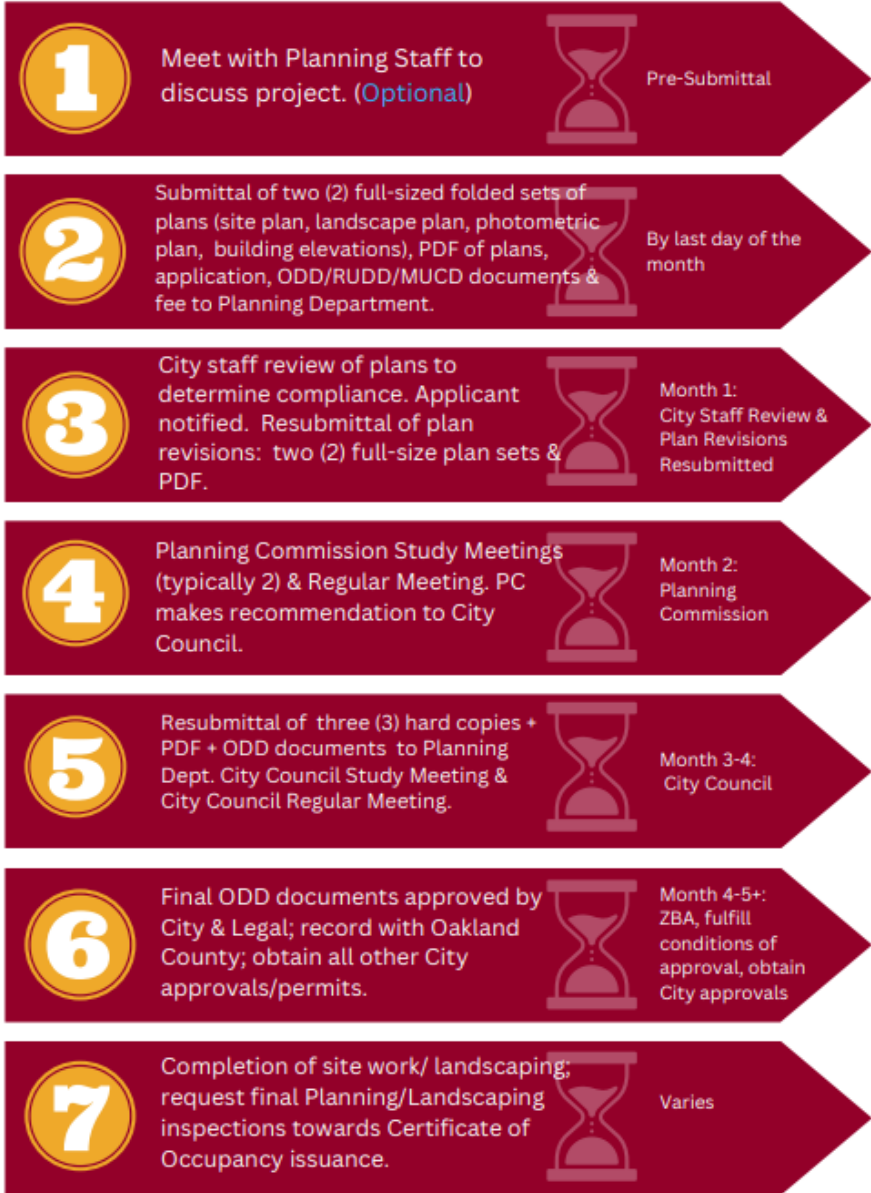 1
Meet with Planning Staff to
discuss project. (Optional)
Pre-Submittal
2
Submittal of two (2) full-sized folded sets of
plans (site plan, landscape plan, photometric
plan, building elevations), PDF of plans,
application, ODD/RUDD/MUCD documents &
fee to Planning Department.
By last day of the
month
3
City staff review of plans to
determine compliance. Applicant
notified. Resubmittal of plan
revisions: two (2) full-size plan sets &
PDF.
Month 1:
City Staff Review &
Plan Revisions
Resubmitted
4
Planning Commission Study Meetings
(typically 2) & Regular Meeting. PC
makes recommendation to City
Council.
Month 2:
Planning
Commission
5
Resubmittal of three (3) hard copies +
PDF + ODD documents to Planning
Dept. City Council Study Meeting &
City Council Regular Meeting.
Month 3-4:
City Council
6
Final ODD documents approved by
City & Legal; record with Oakland
County; obtain all other City
approvals/permits.
Month 4-5+:
ZBA, fulfill
conditions of
approval, obtain
City approvals
7
Completion of site work/ landscaping;
request final Planning/Landscaping
inspections towards Certificate of
Occupancy issuance.
Varies